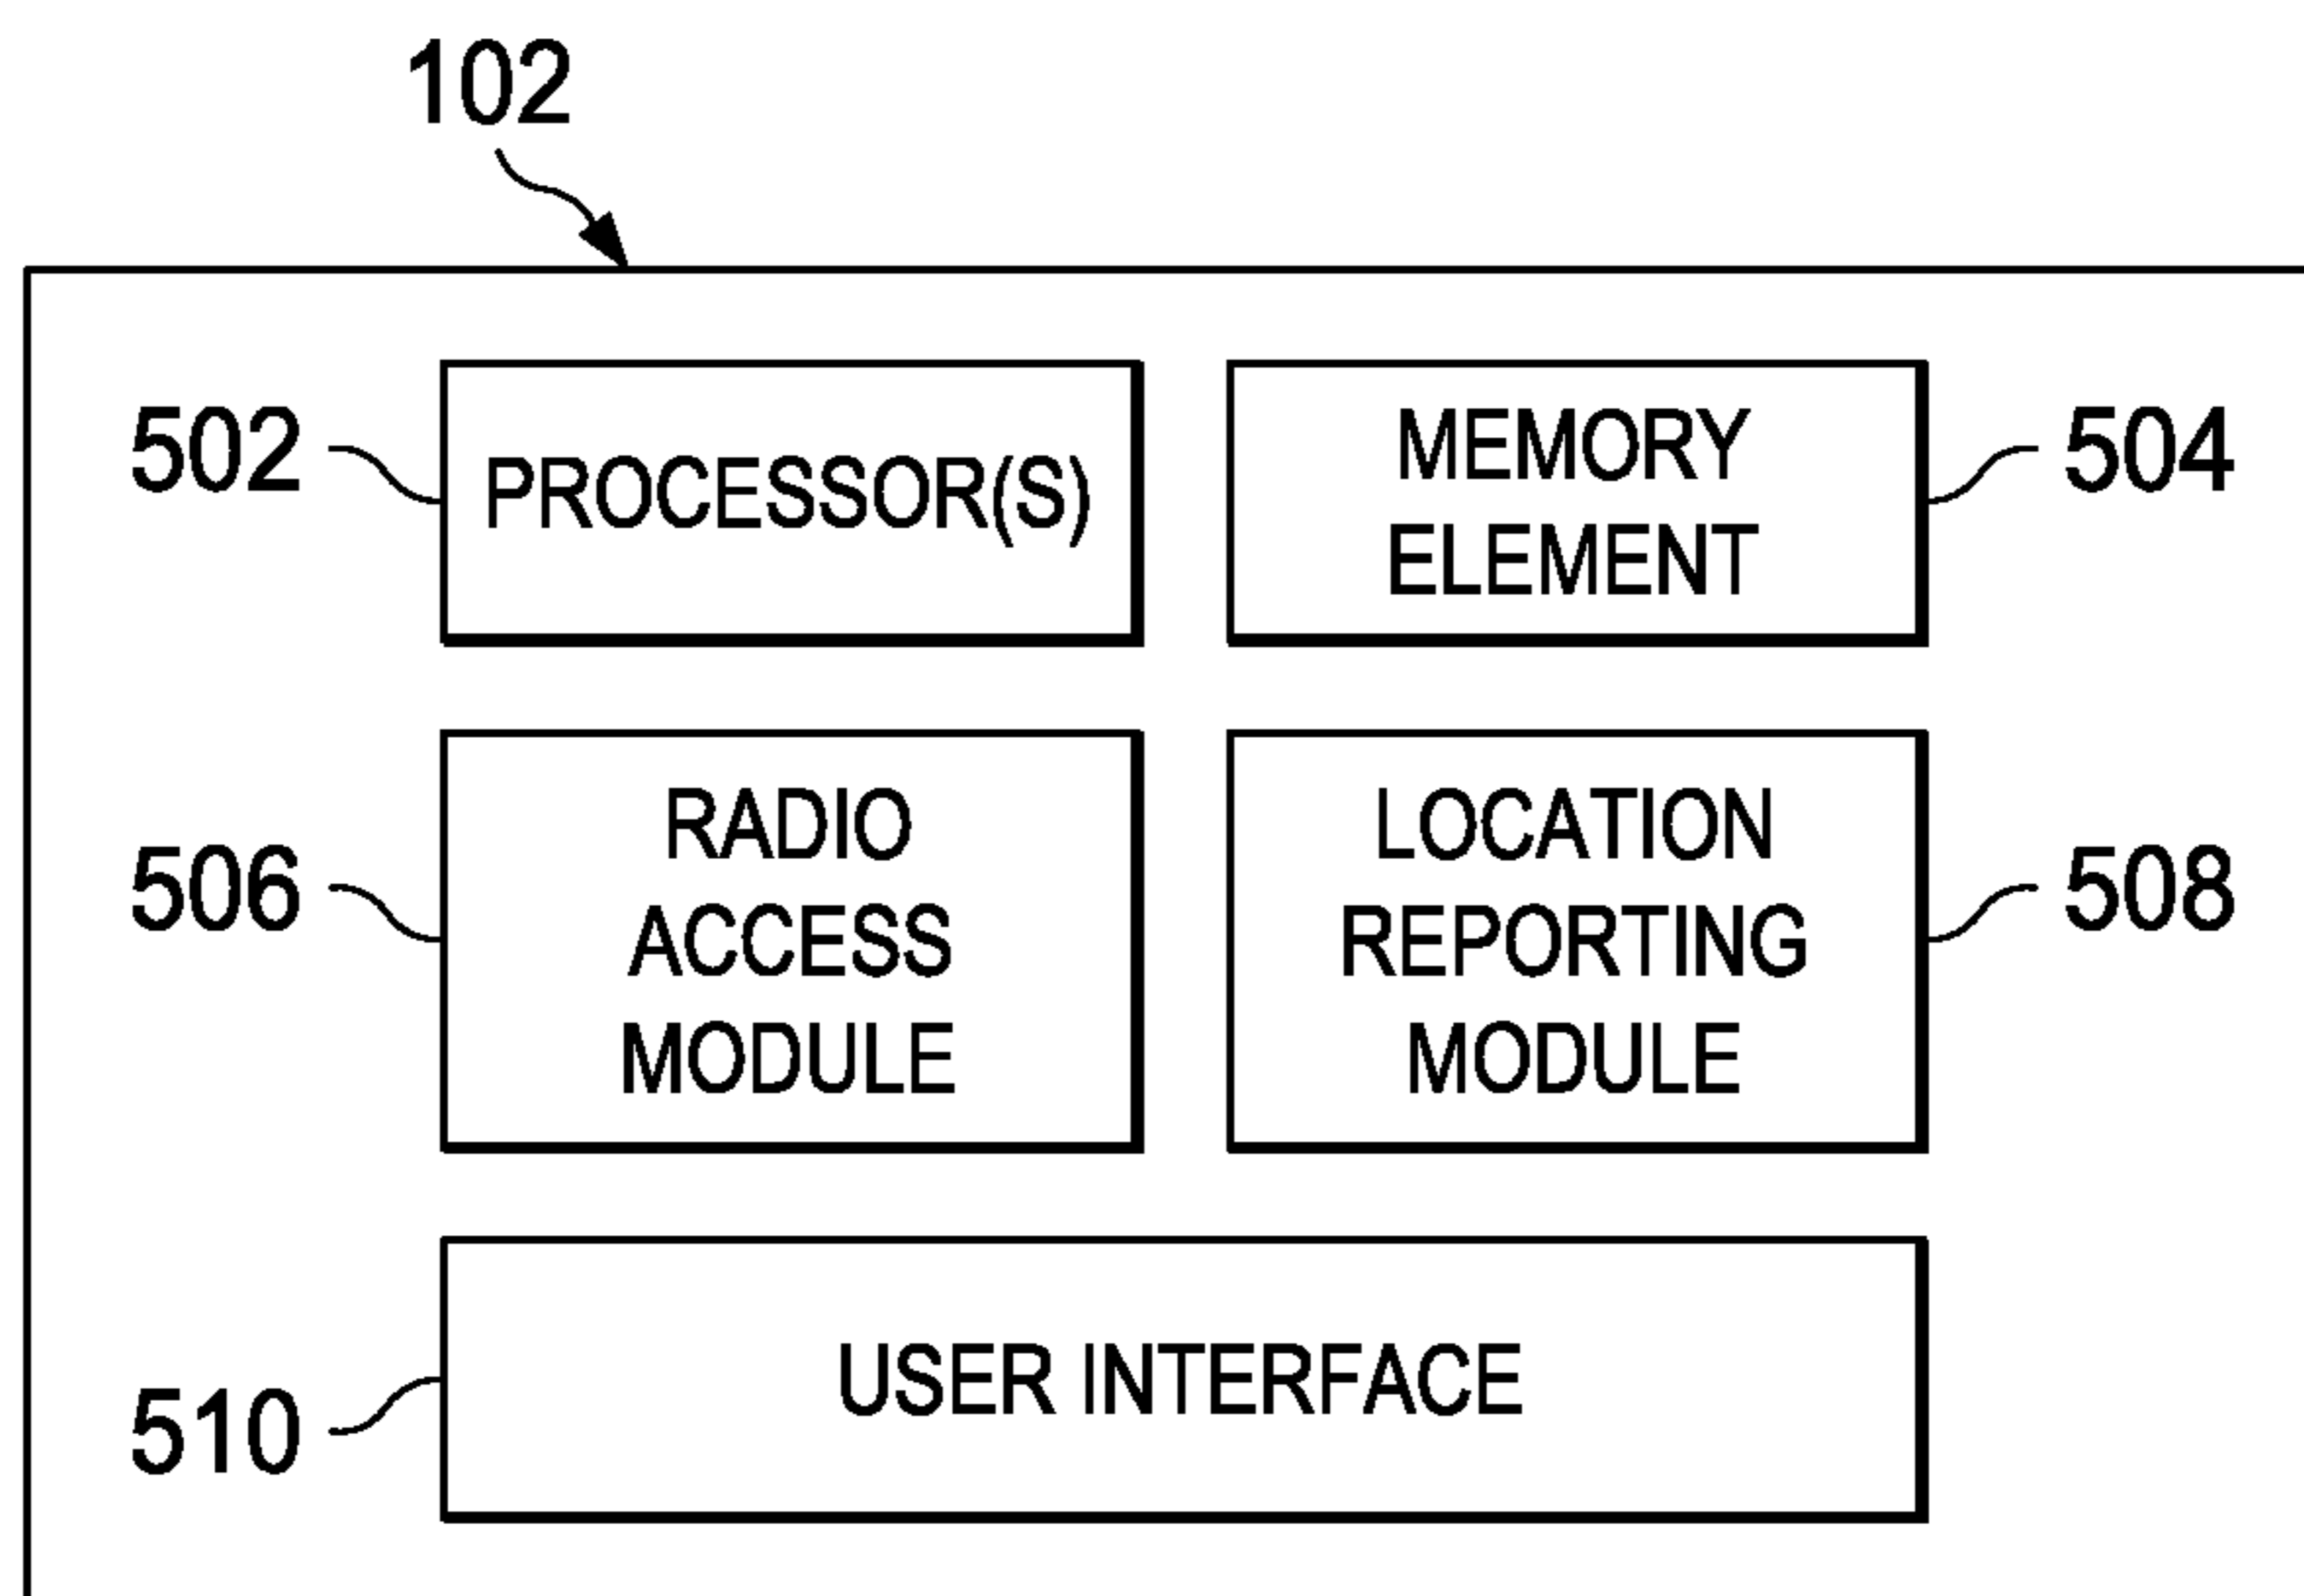 102
502
PROCESSOR(S)
MEMORY
ELEMENT
504
506
RADIO
ACCESS
MODULE
LOCATION
REPORTING
MODULE
508
510
USER INTERFACE